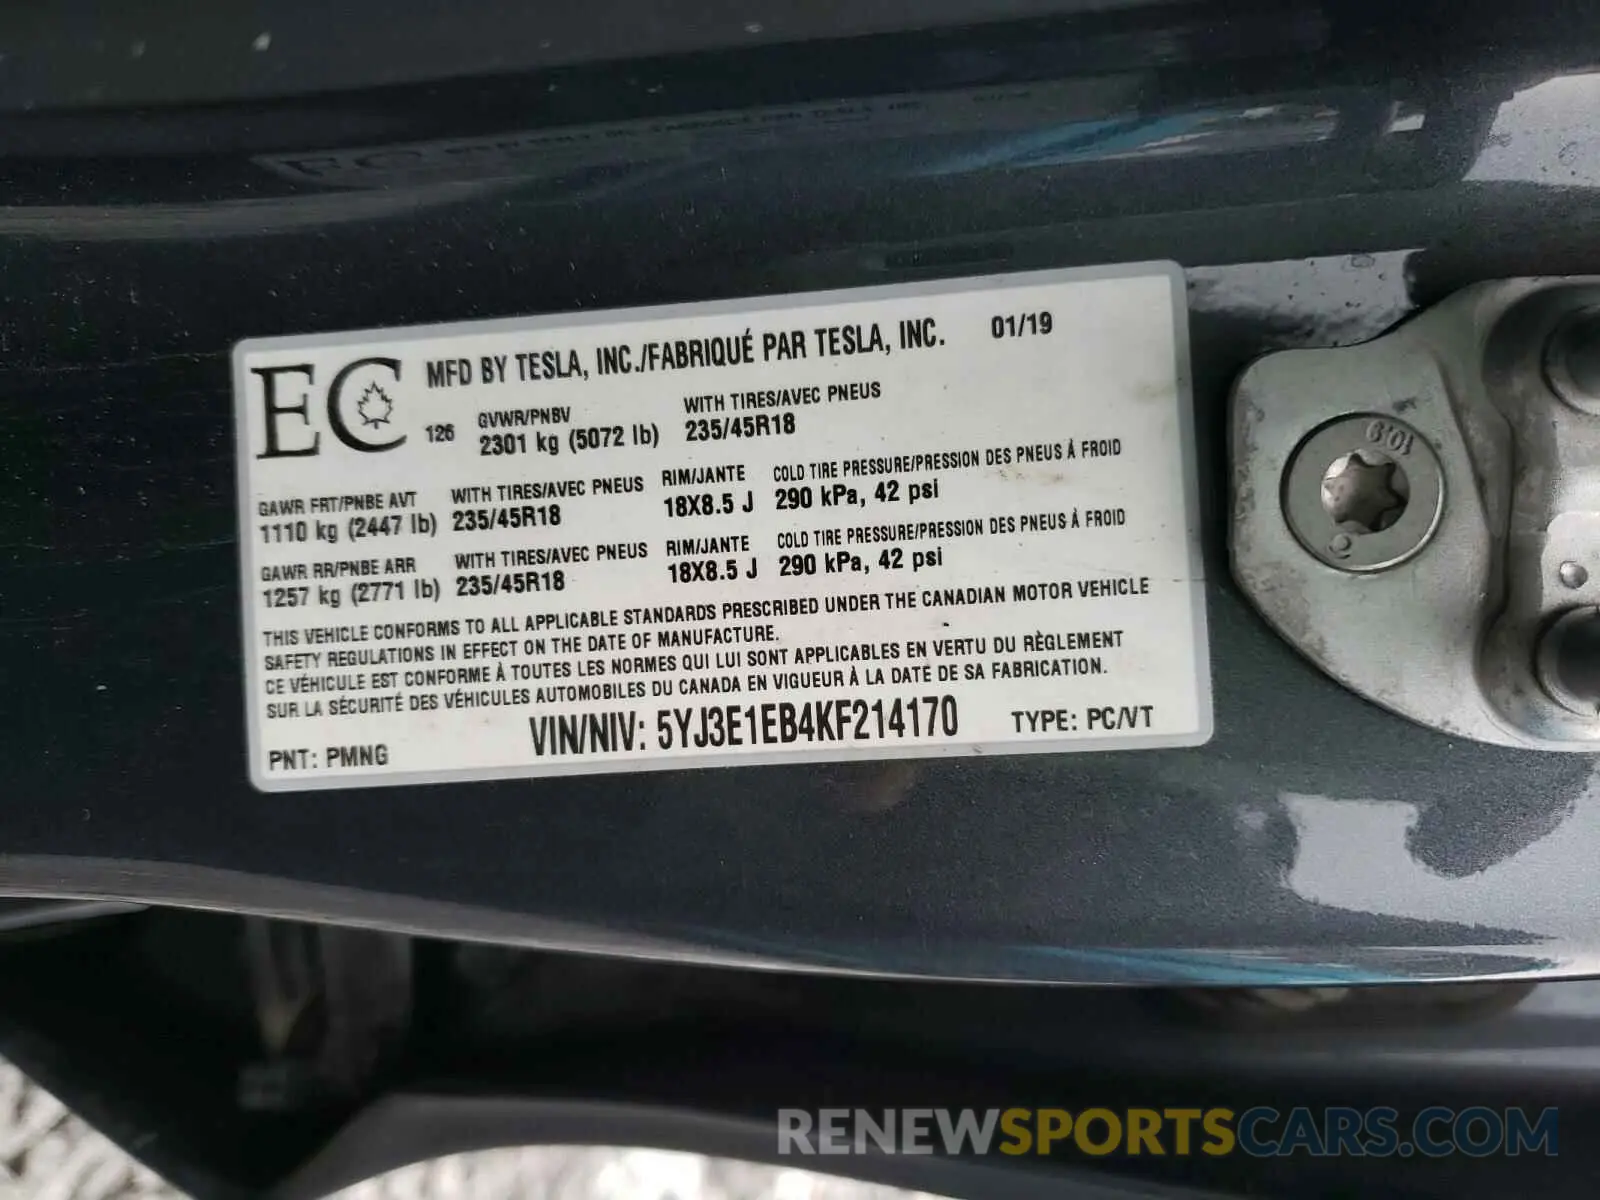 EC MFD BY TESLA, INC./FABRIQUÉ PAR TESLA, INC. 01/19
126 GVWR/PNBV WITH TIRES/AVEC PNEUS
2301 kg (5072 lb) 235/45R18
GAWR FRT/PNBE AVT WITH TIRES/AVEC PNEUS RIM/JANTE COLD TIRE PRESSURE/PRESSION DES PNEUS À FROID
1110 kg (2447 lb) 235/45R18 18X8.5 J 290 kPa, 42 psi
GAWR RR/PNBE ARR WITH TIRES/AVEC PNEUS RIM/JANTE COLD TIRE PRESSURE/PRESSION DES PNEUS À FROID
1257 kg (2771 lb) 235/45R18 18X8.5 J 290 kPa, 42 psi
THIS VEHICLE CONFORMS TO ALL APPLICABLE STANDARDS PRESCRIBED UNDER THE CANADIAN MOTOR VEHICLE
SAFETY REGULATIONS IN EFFECT ON THE DATE OF MANUFACTURE.
CE VÉHICULE EST CONFORME À TOUTES LES NORMES QUI LUI SONT APPLICABLES EN VERTU DU RÈGLEMENT
SUR LA SÉCURITÉ DES VÉHICULES AUTOMOBILES DU CANADA EN VIGUEUR À LA DATE DE SA FABRICATION.
PNT: PMNG VIN/NIV: 5YJ3E1EB4KF214170 TYPE: PC/VT
10.9
RENEWSPORTSCARS.COM